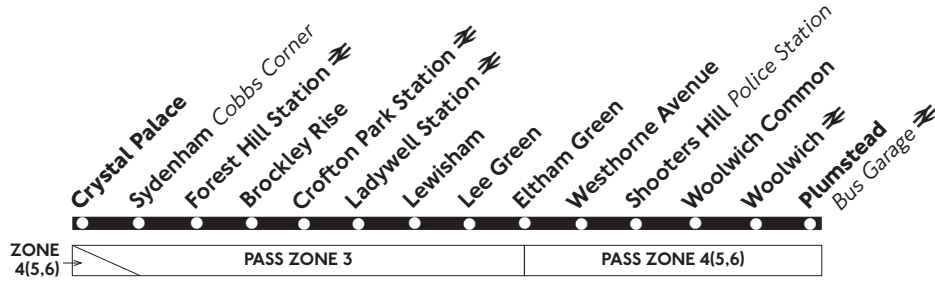 Crystal Palace
Sydenham Cobbs Corner
Forest Hill Station
Brockley Rise
Crofton Park Station
Ladywell Station
Lewisham
Lee Green
Eltham Green
Westhorne Avenue
Shooters Hill Police Station
Woolwich Common
Woolwich
Plumstead
Bus Garage
ZONE
4(5,6)
PASS ZONE 3
PASS ZONE 4(5,6)